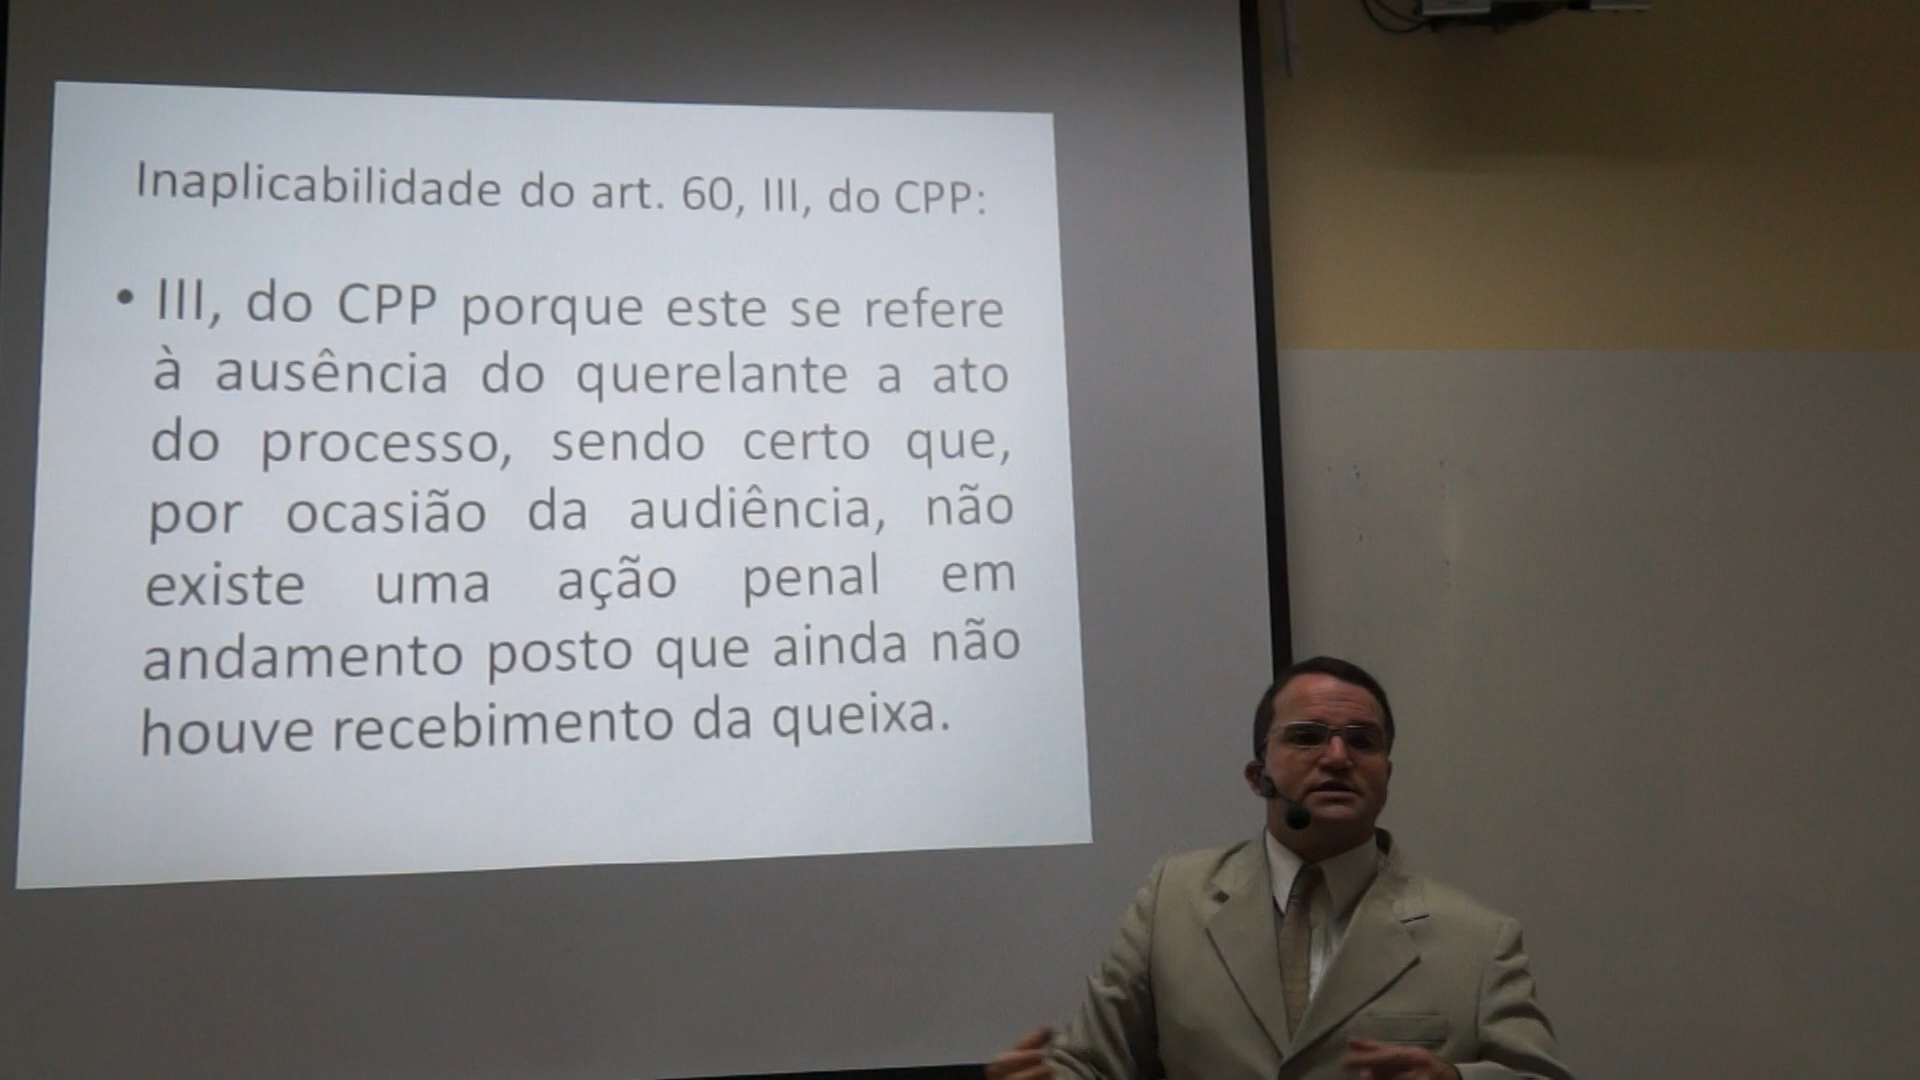 Inaplicabilidade do art. 60, III, do CPP:
• III, do CPP porque este se refere
à ausência do querelante a ato
do processo, sendo certo que,
por ocasião da audiência, não
existe uma ação penal em
andamento posto que ainda não
houve recebimento da queixa.